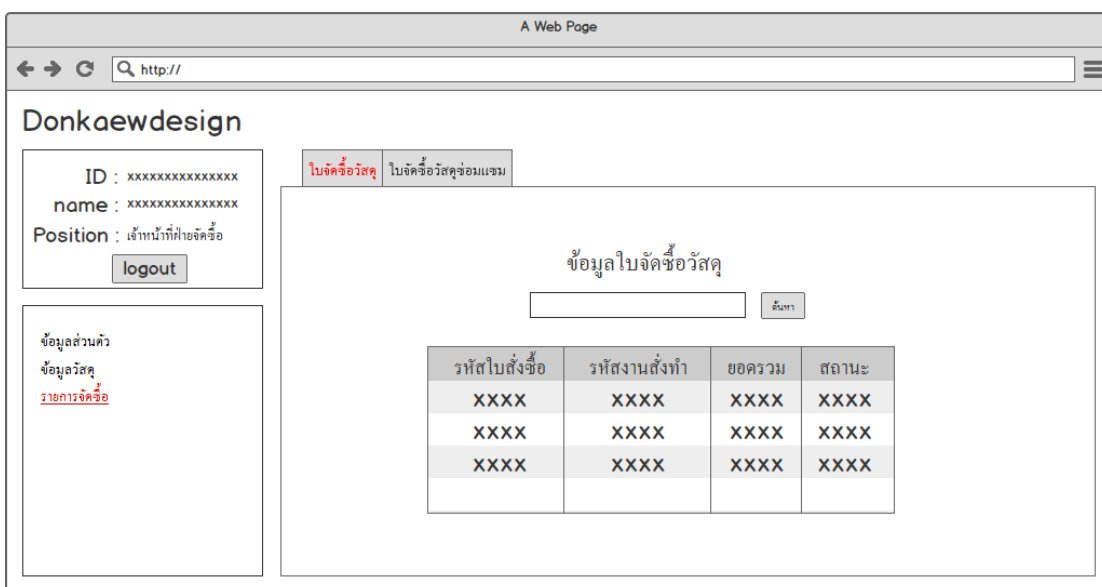 A Web Page
http://
Donkaewdesign
ID : xxxxxxxxxxxxxxx
name : xxxxxxxxxxxxxxx
Position : เจ้าหน้าที่ฝ่ายจัดซื้อ
logout
ข้อมูลส่วนตัว
ข้อมูลวัสดุ
รายการจัดซื้อ
ใบจัดซื้อวัสดุ ใบจัดซื้อวัสดุซ่อมแซม
ข้อมูลใบจัดซื้อวัสดุ
ค้นหา
รหัสใบสั่งซื้อ รหัสงานสั่งทำ ยอดรวม สถานะ
XXXX XXXX XXXX XXXX
XXXX XXXX XXXX XXXX
XXXX XXXX XXXX XXXX